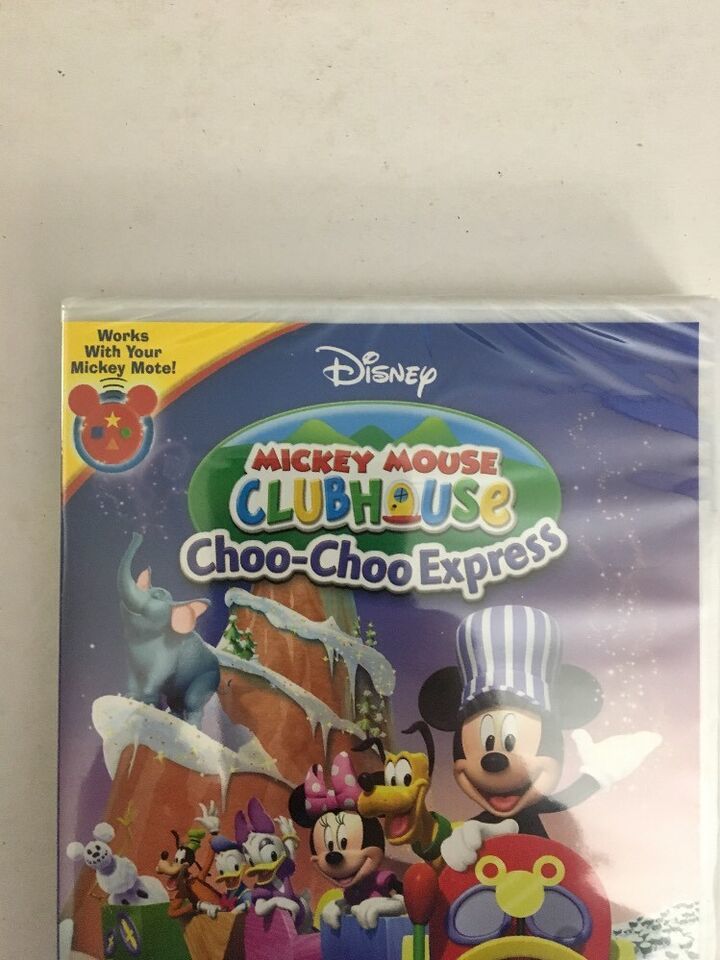 Works
With Your
Mickey Mote!
Disney
MICKEY MOUSE
CLUBHOUSe
Choo-Choo Express